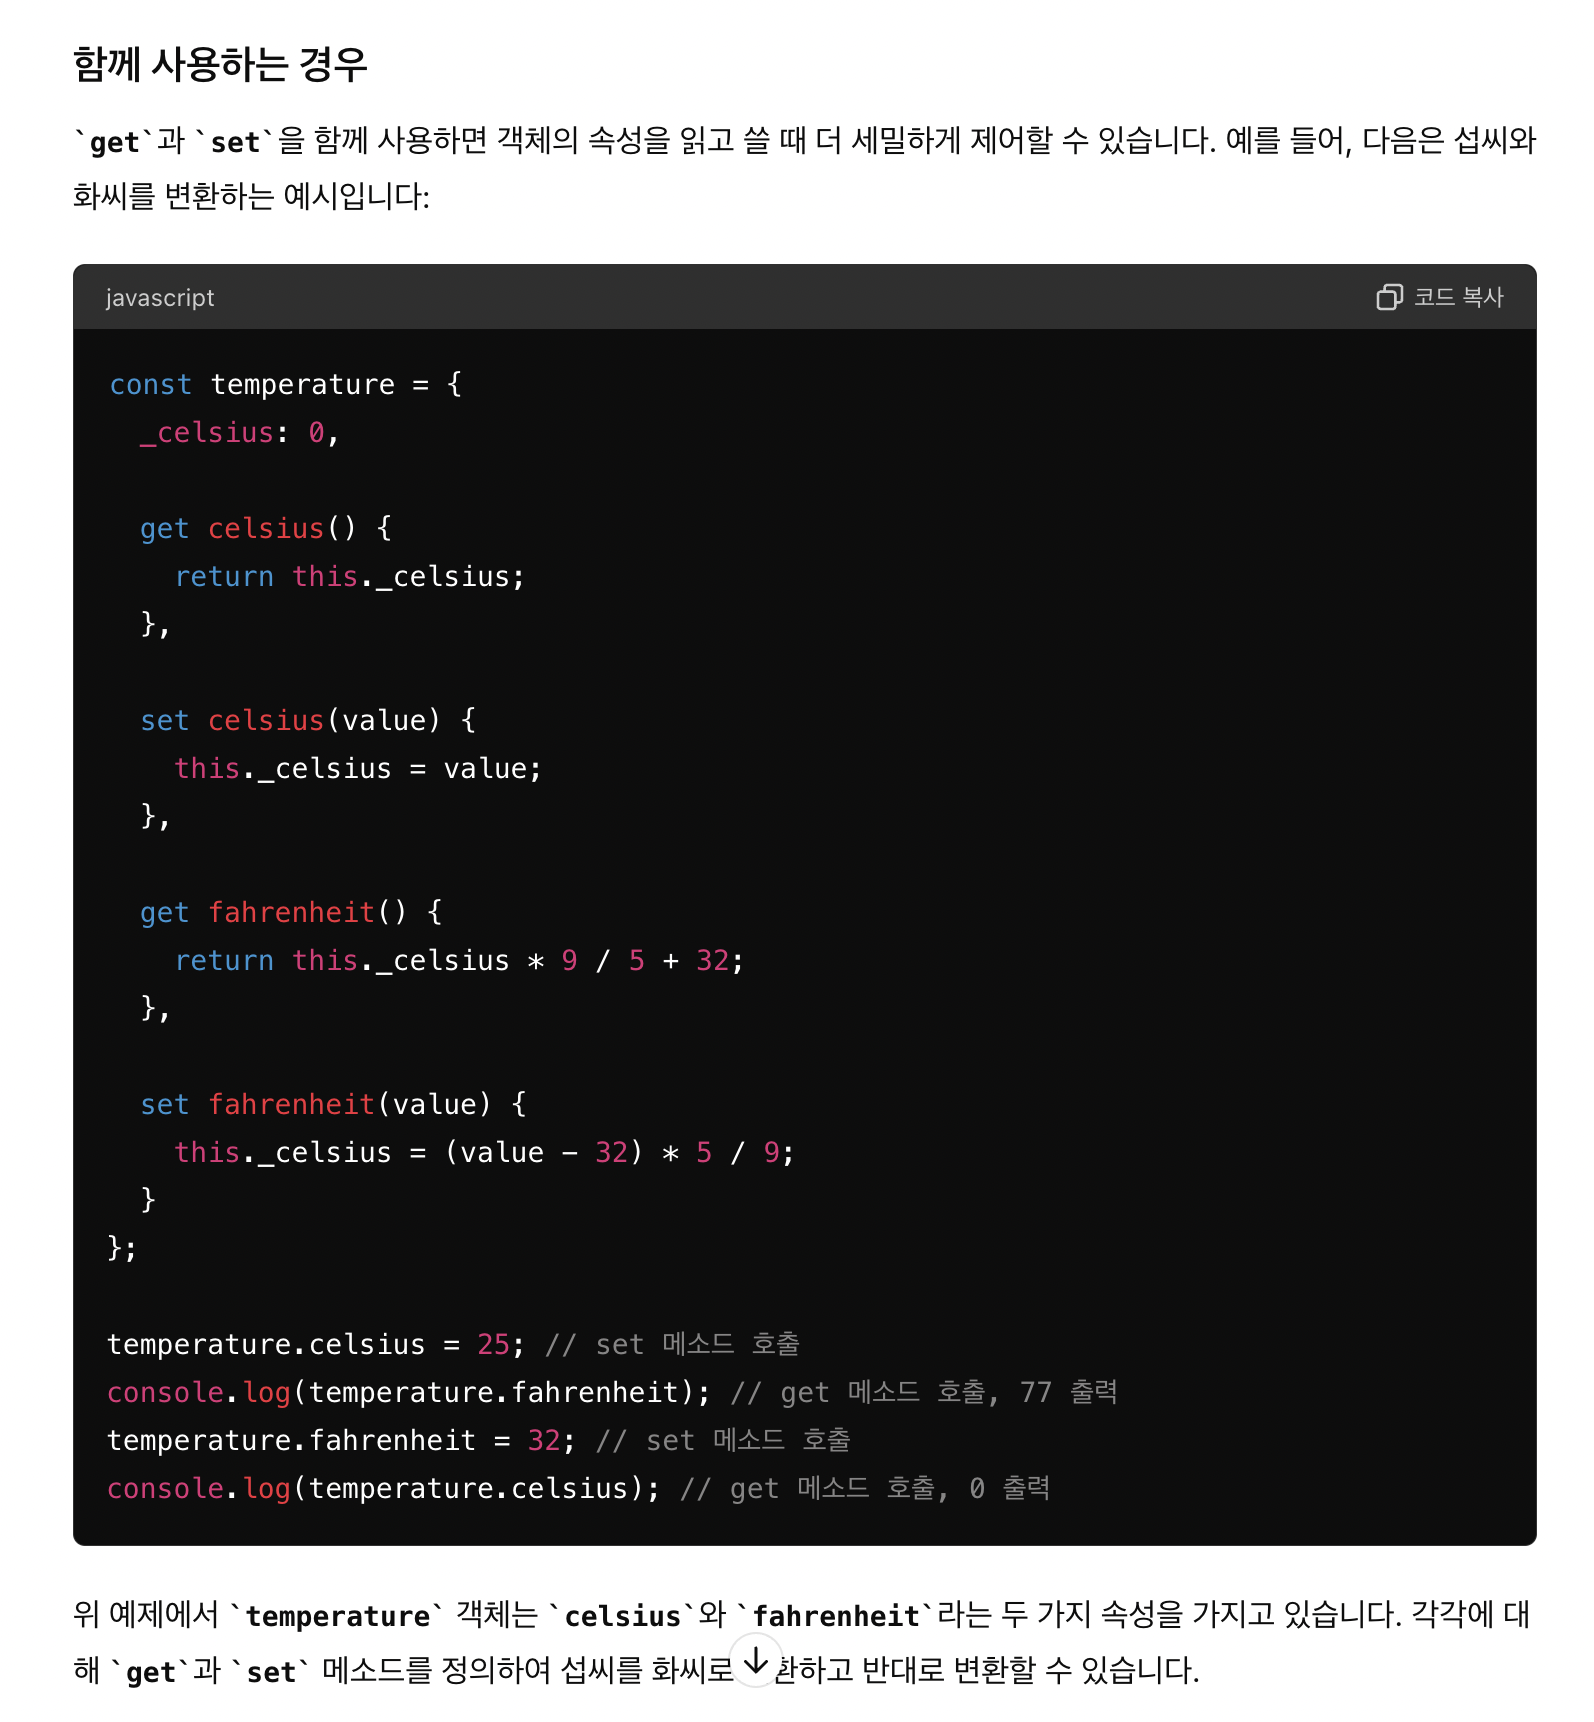 함께 사용하는 경우
`get`과 `set`을 함께 사용하면 객체의 속성을 읽고 쓸 때 더 세밀하게 제어할 수 있습니다. 예를 들어, 다음은 섭씨와
화씨를 변환하는 예시입니다:
javascript 코드 복사
const temperature = {
  _celsius: 0,

  get celsius() {
    return this._celsius;
  },

  set celsius(value) {
    this._celsius = value;
  },

  get fahrenheit() {
    return this._celsius * 9 / 5 + 32;
  },

  set fahrenheit(value) {
    this._celsius = (value - 32) * 5 / 9;
  }
};

temperature.celsius = 25; // set 메소드 호출
console.log(temperature.fahrenheit); // get 메소드 호출, 77 출력
temperature.fahrenheit = 32; // set 메소드 호출
console.log(temperature.celsius); // get 메소드 호출, 0 출력
위 예제에서 `temperature` 객체는 `celsius`와 `fahrenheit`라는 두 가지 속성을 가지고 있습니다. 각각에 대
해 `get`과 `set` 메소드를 정의하여 섭씨를 화씨로 환하고 반대로 변환할 수 있습니다.